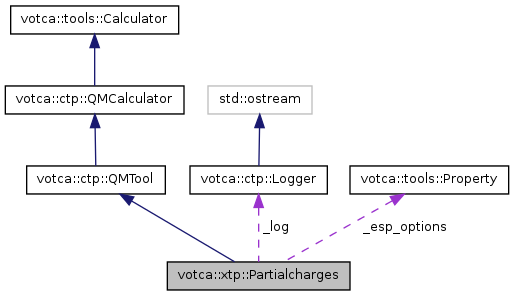 votca::tools::Calculator
votca::ctp::QMCalculator
std::ostream
votca::ctp::QMTool
votca::ctp::Logger
votca::tools::Property
_log
_esp_options
votca::xtp::Partialcharges